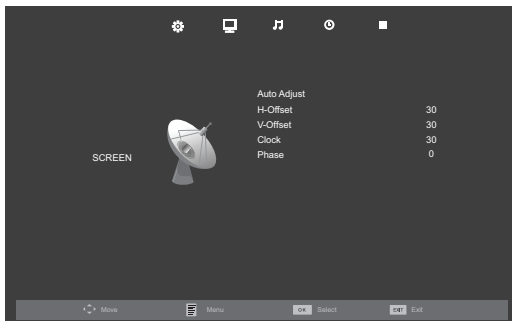 Auto Adjust
H-Offset 30
V-Offset 30
Clock 30
Phase 0
SCREEN
Move Menu OK Select EXIT Exit